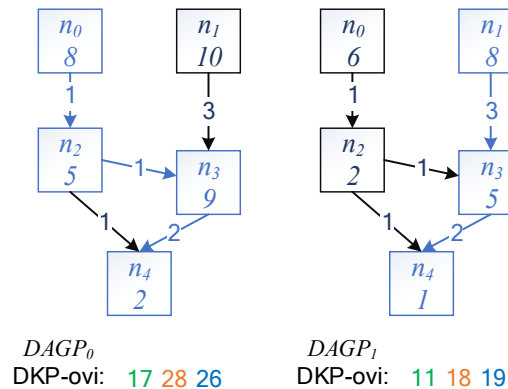 n0 n1 n0 n1
8 10 6 8
1 3 1 3
n2 n2
5 1 n3 2 1 n3
9 5
1 2 1 2
n4 n4
2 1
DAGP0 DAGP1
DKP-ovi: 17 28 26 DKP-ovi: 11 18 19